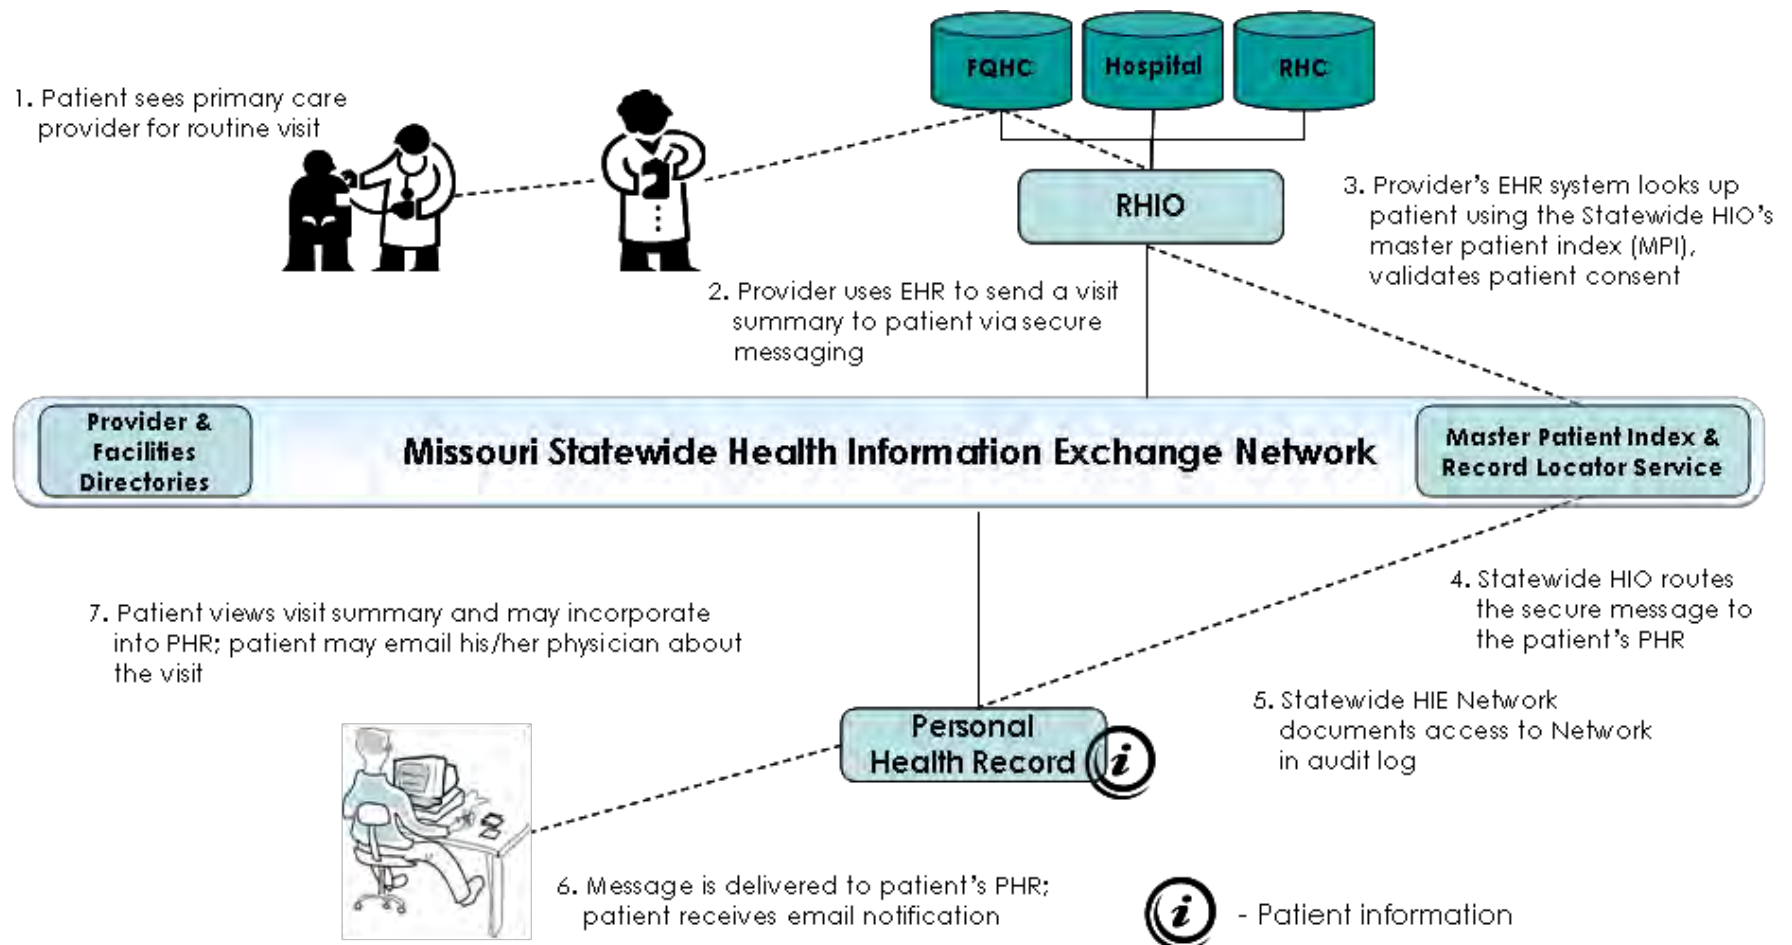 FQHC
Hospital
RHC
1. Patient sees primary care
provider for routine visit
RHIO
3. Provider's EHR system looks up
patient using the Statewide HIO's
master patient index (MPI),
validates patient consent
2. Provider uses EHR to send a visit
summary to patient via secure
messaging
Provider &
Facilities
Directories
Missouri Statewide Health Information Exchange Network
Master Patient Index &
Record Locator Service
4. Statewide HIO routes
the secure message to
the patient's PHR
7. Patient views visit summary and may incorporate
into PHR; patient may email his/her physician about
the visit
5. Statewide HIE Network
documents access to Network
in audit log
Personal
Health Record
i
6. Message is delivered to patient's PHR;
patient receives email notification
i - Patient information